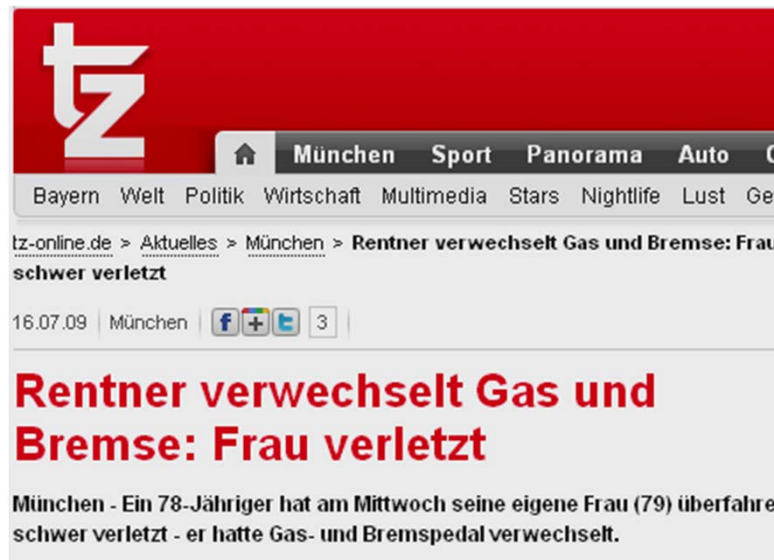 tz
München Sport Panorama Auto
Bayern Welt Politik Wirtschaft Multimedia Stars Nightlife Lust
tz-online.de > Aktuelles > München > Rentner verwechselt Gas und Bremse: Frau
schwer verletzt
16.07.09 München f + t 3
Rentner verwechselt Gas und
Bremse: Frau verletzt
München - Ein 78-Jähriger hat am Mittwoch seine eigene Frau (79) überfahre
schwer verletzt - er hatte Gas- und Bremspedal verwechselt.